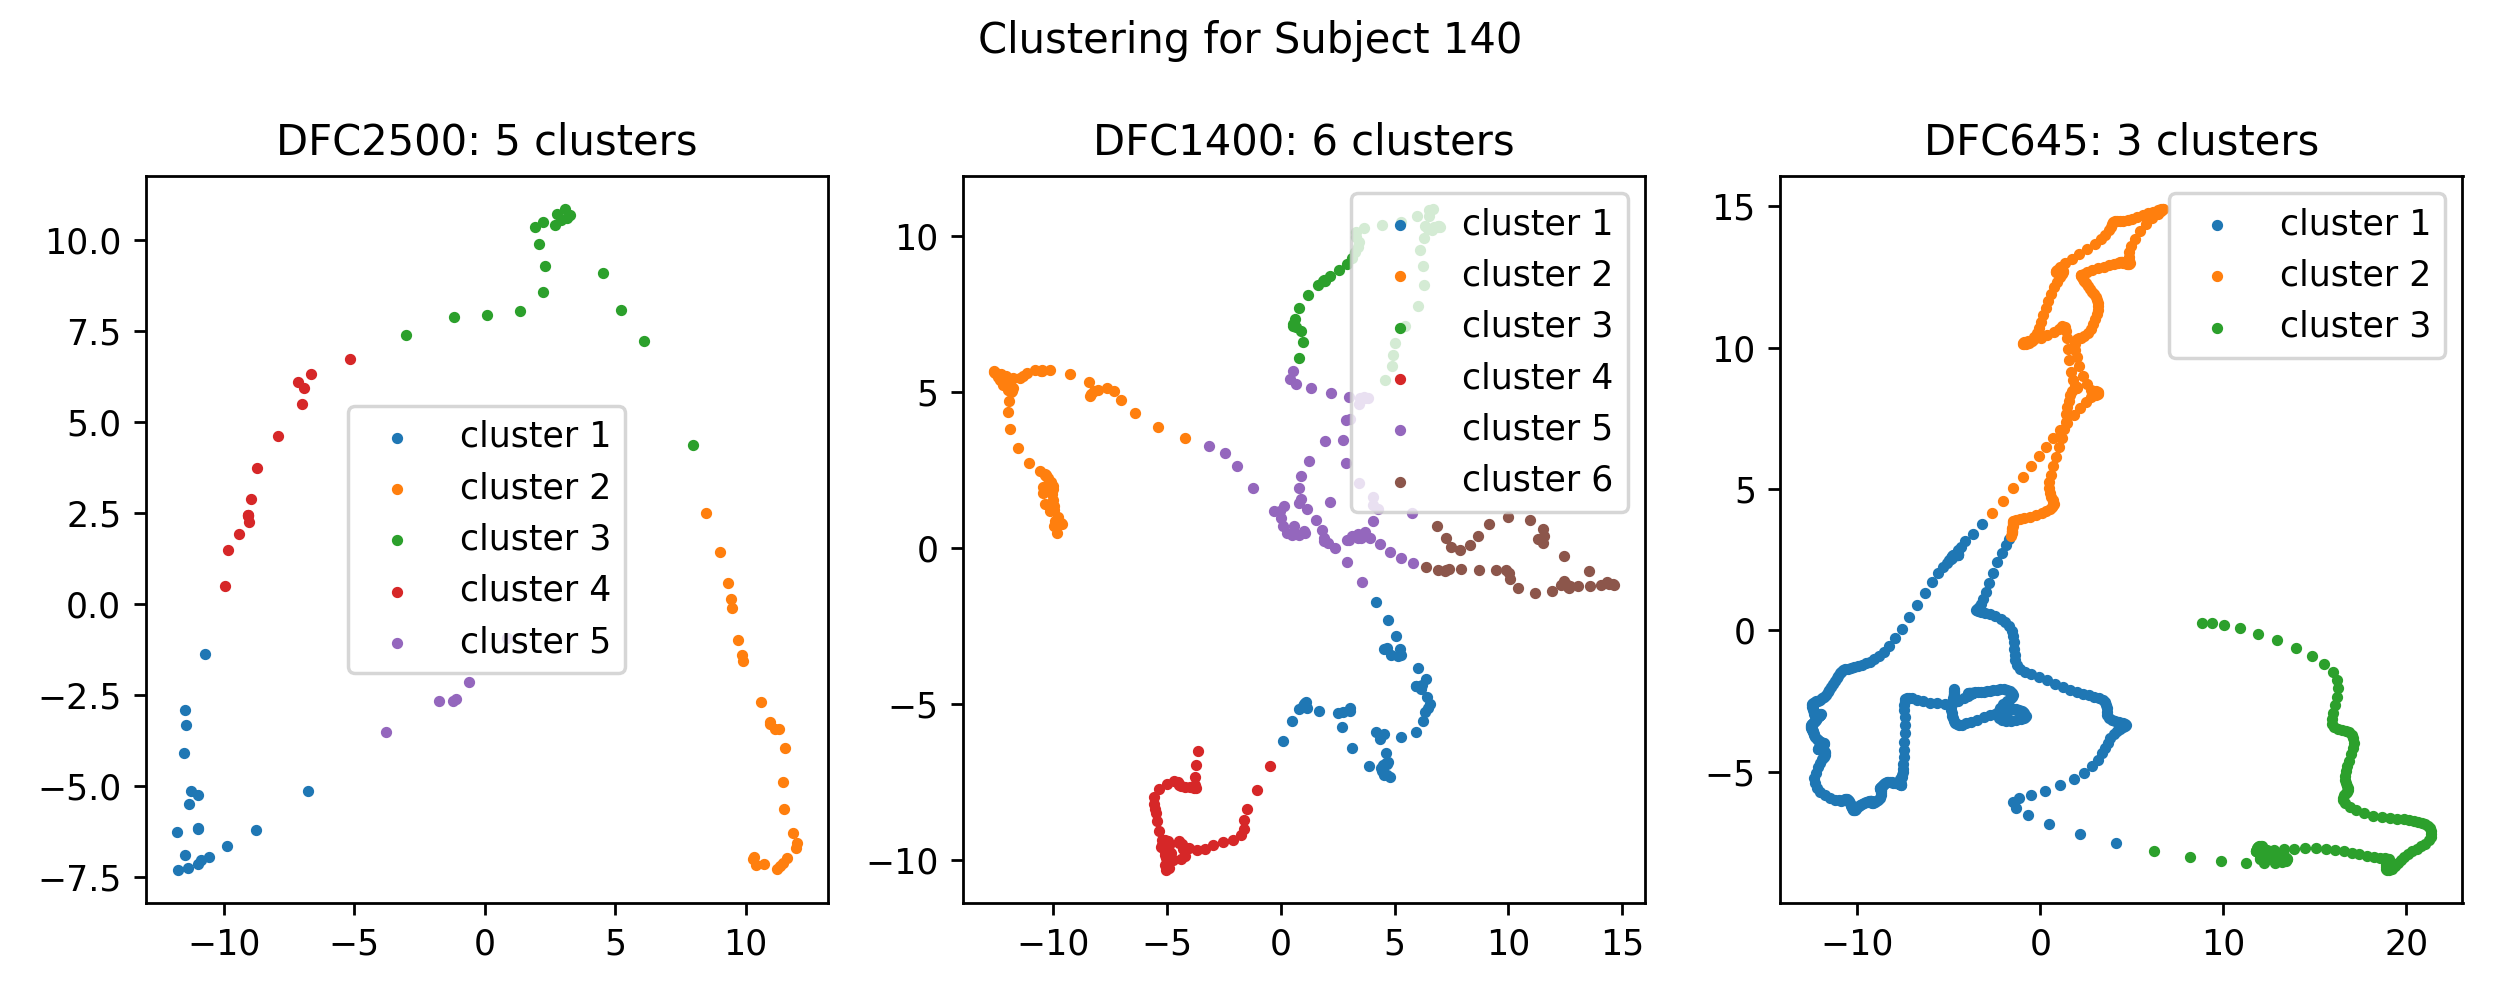 Clustering for Subject 140
DFC2500: 5 clusters
10.0
7.5
5.0
2.5
0.0
−2.5
−5.0
−7.5
−10
−5
0
5
10
cluster 1
cluster 2
cluster 3
cluster 4
cluster 5
DFC1400: 6 clusters
10
5
0
−5
−10
−10
−5
0
5
10
15
cluster 1
cluster 2
cluster 3
cluster 4
cluster 5
cluster 6
DFC645: 3 clusters
15
10
5
0
−5
−10
0
10
20
cluster 1
cluster 2
cluster 3